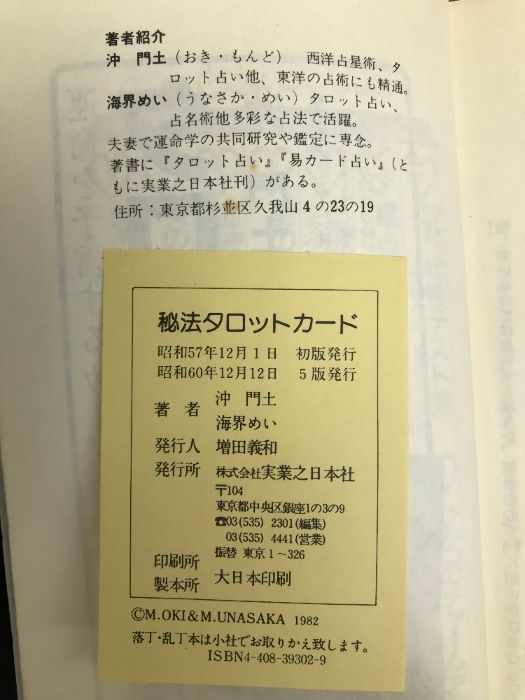 著者紹介
沖 門土(おき・もんど) 西洋占星術、タ
ロット占い他、東洋の占術にも精通。
海界めい(うなさか・めい)タロット占い、
占名術他多彩な占法で活躍。
夫妻で運命学の共同研究や鑑定に専念。
著書に『タロット占い』『易カード占い』(と
もに実業之日本社刊)がある。
住所:東京都杉並区久我山4の23の19
秘法タロットカード
昭和57年12月1日 初版発行
昭和60年12月12日 5版発行
著者 沖 門土
海界めい
発行人 増田義和
発行所 株式会社実業之日本社
〒104
東京都中央区銀座1の3の9
☎03(535) 2301(編集)
03(535) 4441(営業)
振替 東京1-326
印刷所
製本所 大日本印刷
©M.OKI&M.UNASAKA 1982
落丁・乱丁本は小社でお取りかえ致します。
ISBN4-408-39302-9